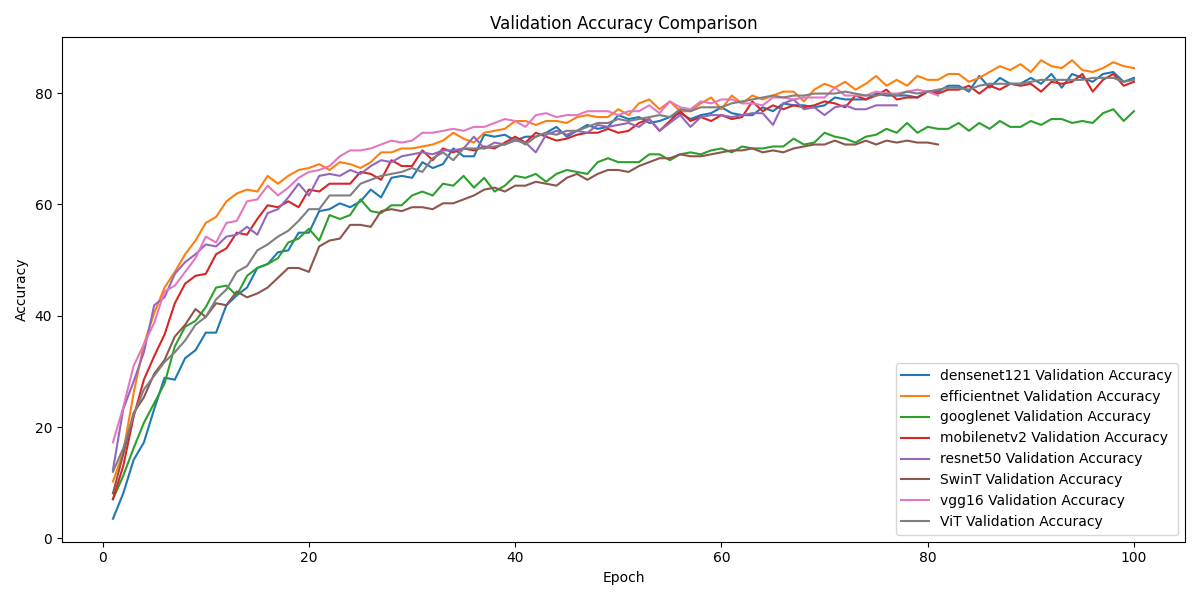 Validation Accuracy Comparison
Accuracy
80
60
40
20
0
densenet121 Validation Accuracy
efficientnet Validation Accuracy
googlenet Validation Accuracy
mobilenetv2 Validation Accuracy
resnet50 Validation Accuracy
SwinT Validation Accuracy
vgg16 Validation Accuracy
ViT Validation Accuracy
0 20 40 60 80 100
Epoch